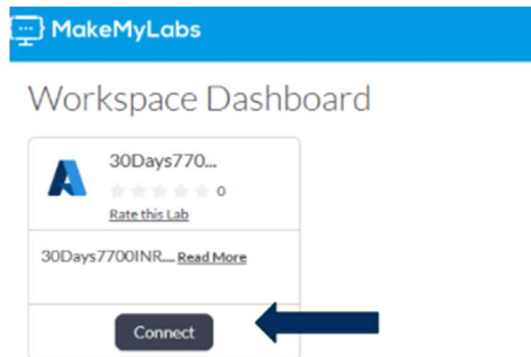 MakeMyLabs
Workspace Dashboard
30Days770...
0
Rate this Lab
30Days7700INR.... Read More
Connect